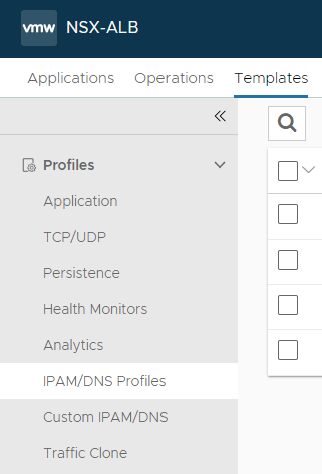 vmw NSX-ALB
Applications Operations Templates
Profiles
Application
TCP/UDP
Persistence
Health Monitors
Analytics
IPAM/DNS Profiles
Custom IPAM/DNS
Traffic Clone